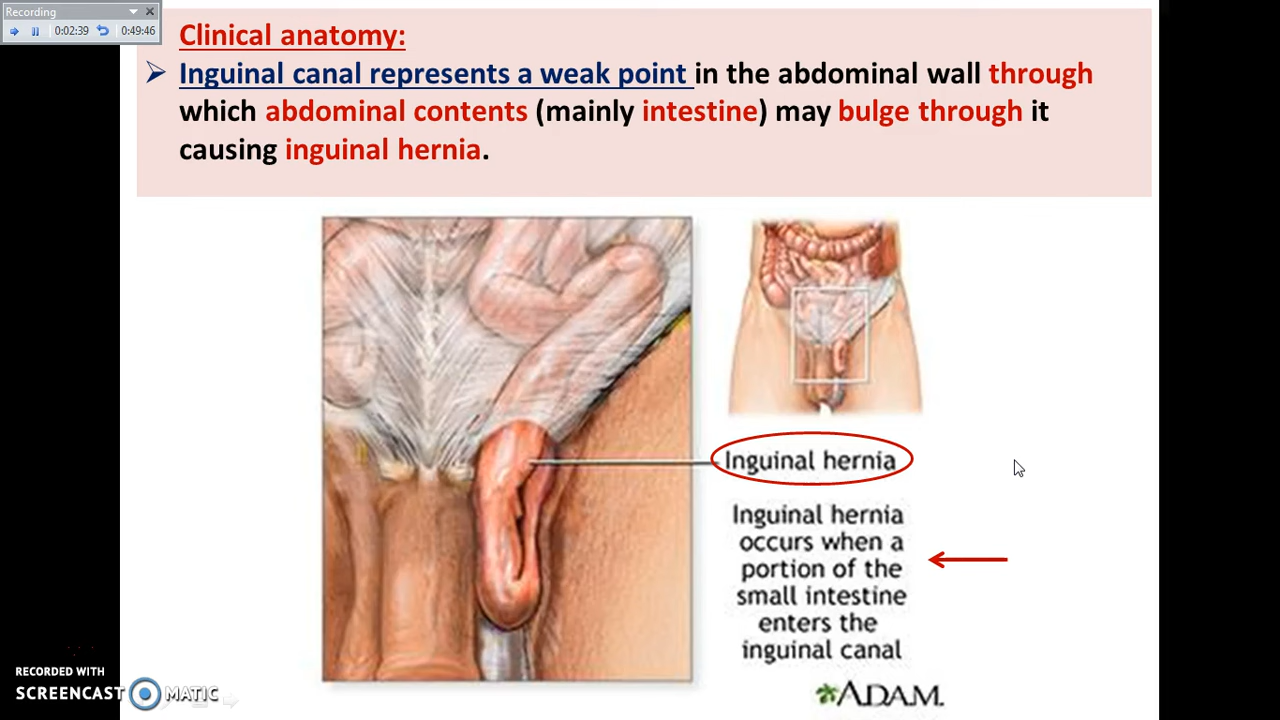 Recording
0:02:39
0:49:46
Clinical anatomy:
Inguinal canal represents a weak point in the abdominal wall through
which abdominal contents (mainly intestine) may bulge through it
causing inguinal hernia.
Inguinal hernia
Inguinal hernia
occurs when a
portion of the
small intestine
enters the
inguinal canal
A.D.A.M.
RECORDED WITH
SCREENCAST MATIC